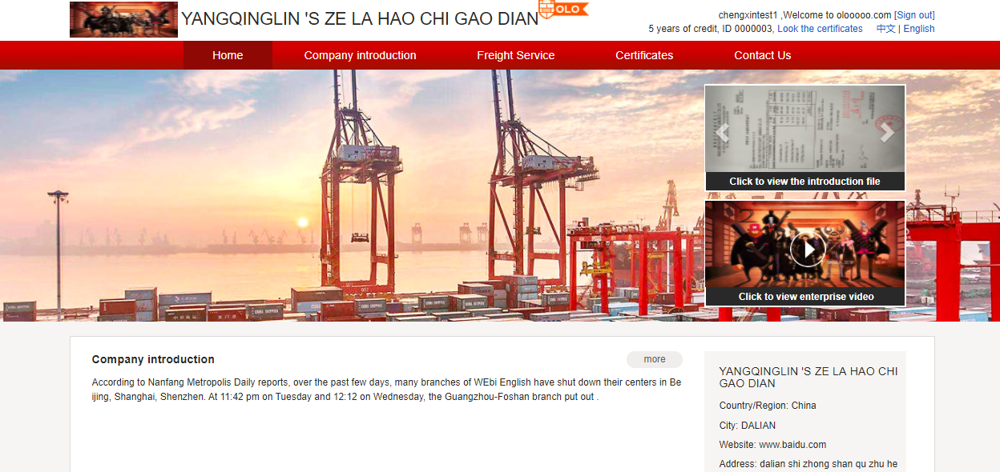 YANGQINGLIN 'S ZE LA HAO CHI GAO DIAN
OLO
chengxintest1 ,Welcome to olooooo.com [Sign out]
5 years of credit, ID 0000003, Look the certificates 中文 | English
Home Company introduction Freight Service Certificates Contact Us
Click to view the introduction file
Click to view enterprise video
Company introduction
more
According to Nanfang Metropolis Daily reports, over the past few days, many branches of WEbi English have shut down their centers in Be
ijing, Shanghai, Shenzhen. At 11:42 pm on Tuesday and 12:12 on Wednesday, the Guangzhou-Foshan branch put out .
YANGQINGLIN 'S ZE LA HAO CHI
GAO DIAN
Country/Region: China
City: DALIAN
Website: www.baidu.com
Address: dalian shi zhong shan qu zhu he